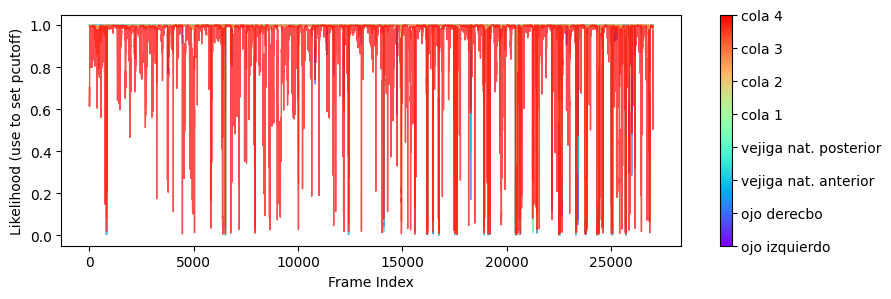 Likelihood (use to set pcutoff)
1.0
0.8
0.6
0.4
0.2
0.0
0
5000
10000
15000
20000
25000
Frame Index
cola 4
cola 3
cola 2
cola 1
vejiga nat. posterior
vejiga nat. anterior
ojo derecbo
ojo izquierdo